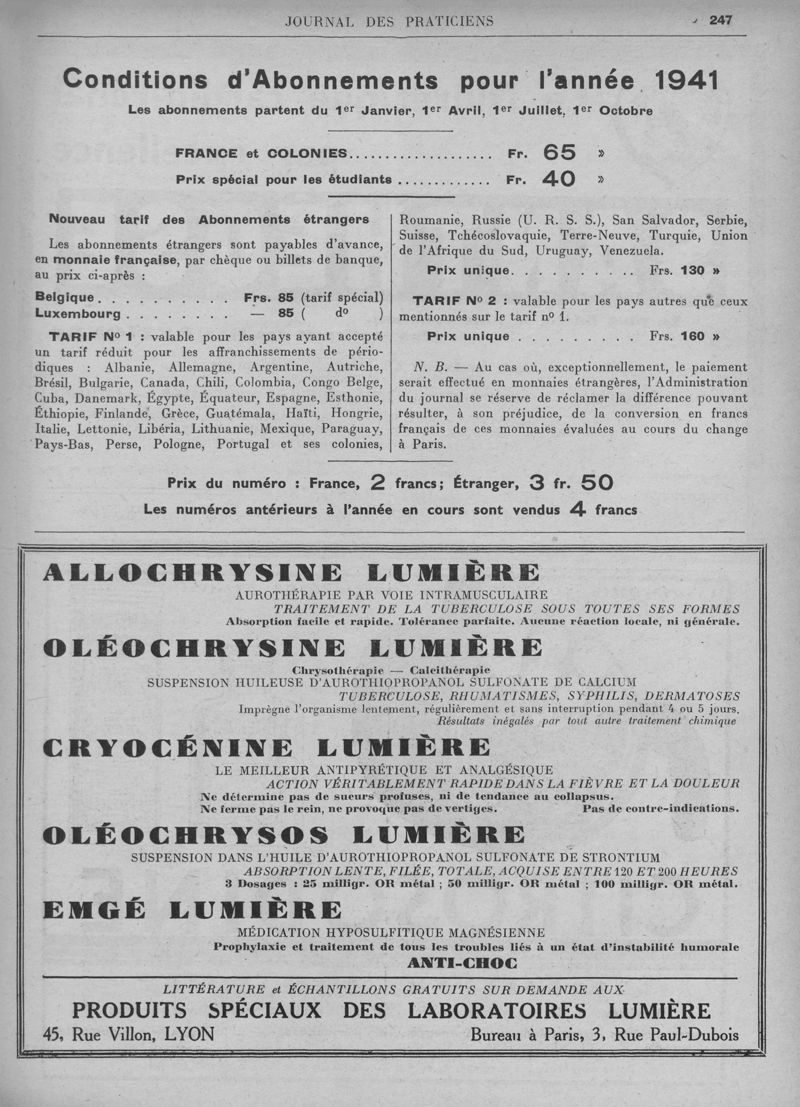 JOURNAL DES PRATICIENS
247
Conditions d'Abonnements pour l'année 1941
Les abonnements partent du 1er Janvier, 1er Avril, 1er Juillet, 1er Octobre
FRANCE et COLONIES.................... Fr. 65 »
Prix spécial pour les étudiants ............. Fr. 40 »
Nouveau tarif des Abonnements étrangers
Les abonnements étrangers sont payables d'avance,
en monnaie française, par chèque ou billets de banque,
au prix ci-après :
Belgique . . . . . . . . . . Frs. 85 (tarif spécial)
Luxembourg . . . . . . . . — 85 ( do )
TARIF No 1 : valable pour les pays ayant accepté
un tarif réduit pour les affranchissements de pério-
diques : Albanie, Allemagne, Argentine, Autriche,
Brésil, Bulgarie, Canada, Chili, Colombia, Congo Belge,
Cuba, Danemark, Égypte, Équateur, Espagne, Esthonie,
Éthiopie, Finlande, Grèce, Guatémala, Haïti, Hongrie,
Italie, Lettonie, Libéria, Lithuanie, Mexique, Paraguay,
Pays-Bas, Perse, Pologne, Portugal et ses colonies,
Roumanie, Russie (U. R. S. S.), San Salvador, Serbie,
Suisse, Tchécoslovaquie, Terre-Neuve, Turquie, Union
de l'Afrique du Sud, Uruguay, Venezuela.
Prix unique. . . . . . . . . . Frs. 130 »
TARIF No 2 : valable pour les pays autres que ceux
mentionnés sur le tarif no 1.
Prix unique . . . . . . . . . Frs. 160 »
N. B. — Au cas où, exceptionnellement, le paiement
serait effectué en monnaies étrangères, l'Administration
du journal se réserve de réclamer la différence pouvant
résulter, à son préjudice, de la conversion en francs
français de ces monnaies évaluées au cours du change
à Paris.
Prix du numéro : France, 2 francs; Étranger, 3 fr. 50
Les numéros antérieurs à l'année en cours sont vendus 4 francs
ALLOCHRYSINE LUMIÈRE
AUROTHÉRAPIE PAR VOIE INTRAMUSCULAIRE
TRAITEMENT DE LA TUBERCULOSE SOUS TOUTES SES FORMES
Absorption facile et rapide. Tolérance parfaite. Aucune réaction locale, ni générale.
OLÉOCHRYSINE LUMIÈRE
Chrysothérapie — Calcithérapie
SUSPENSION HUILEUSE D'AUROTHIOPROPANOL SULFONATE DE CALCIUM
TUBERCULOSE, RHUMATISMES, SYPHILIS, DERMATOSES
Imprègne l'organisme lentement, régulièrement et sans interruption pendant 4 ou 5 jours.
Résultats inégalés par tout autre traitement chimique
CRYOCÉNINE LUMIÈRE
LE MEILLEUR ANTIPYRÉTIQUE ET ANALGÉSIQUE
ACTION VÉRITABLEMENT RAPIDE DANS LA FIÈVRE ET LA DOULEUR
Ne détermine pas de sueurs profuses, ni de tendance au collapsus.
Ne ferme pas le rein, ne provoque pas de vertiges. Pas de contre-indications.
OLÉOCHRYSOS LUMIÈRE
SUSPENSION DANS L'HUILE D'AUROTHIOPROPANOL SULFONATE DE STRONTIUM
ABSORPTION LENTE, FILÉE, TOTALE, ACQUISE ENTRE 120 ET 200 HEURES
3 Dosages : 25 milligr. OR métal ; 50 milligr. OR métal ; 100 milligr. OR métal.
EMGÉ LUMIÈRE
MÉDICATION HYPOSULFITIQUE MAGNÉSIENNE
Prophylaxie et traitement de tous les troubles liés à un état d'instabilité humorale
ANTI-CHOC
LITTÉRATURE et ÉCHANTILLONS GRATUITS SUR DEMANDE AUX
PRODUITS SPÉCIAUX DES LABORATOIRES LUMIÈRE
45, Rue Villon, LYON Bureau à Paris, 3, Rue Paul-Dubois